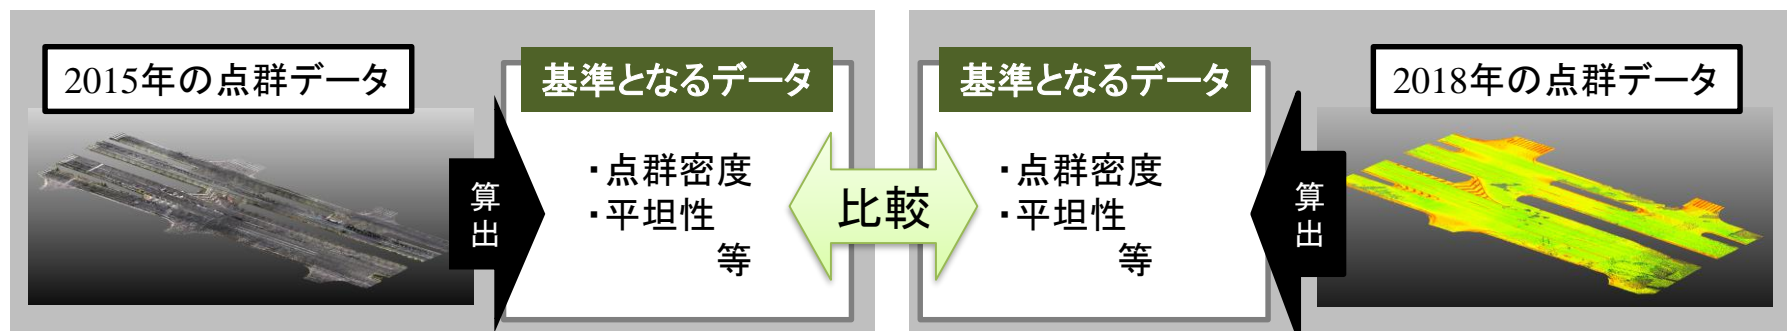 2015年の点群データ
算出
基準となるデータ
・点群密度
・平坦性
等
比較
基準となるデータ
・点群密度
・平坦性
等
算出
2018年の点群データ